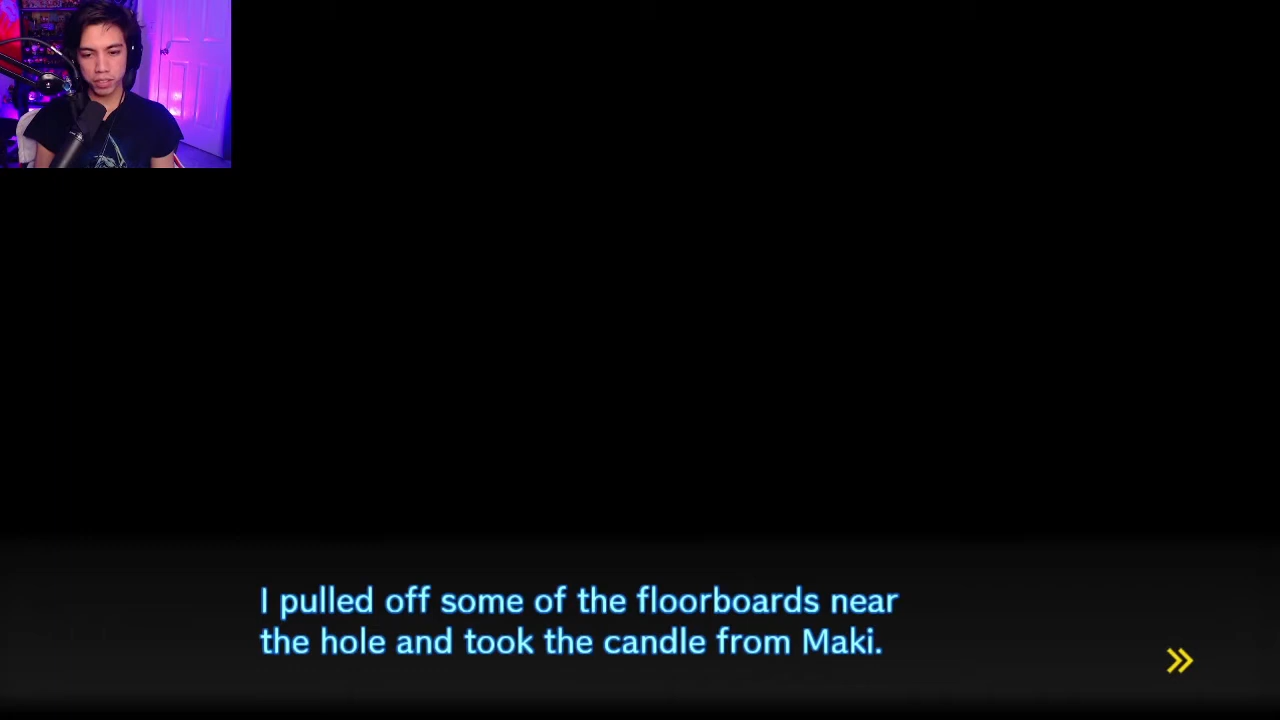 I pulled off some of the floorboards near
the hole and took the candle from Maki.